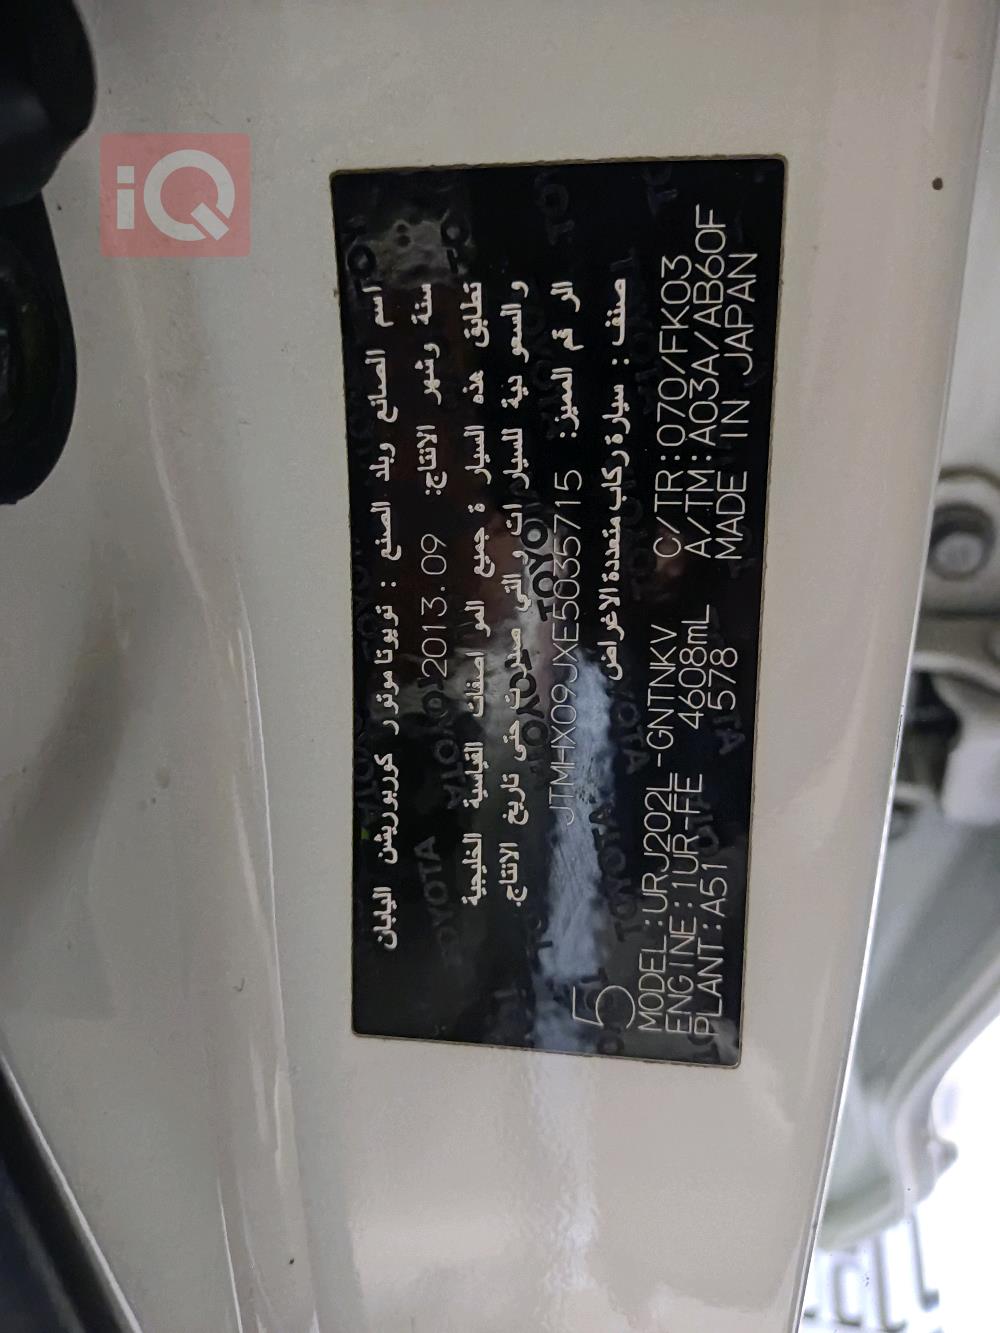 iQ
اسم الصانع وبلد الصنع : تويوتا موتور كوربوريشن اليابان
سنة وشهر الانتاج: 2013.09
تطابق هذه السيارة جميع المواصفات القياسية الخليجية
والسعودية للسيارات والتي صدرت حتى تاريخ الانتاج.
الرقم المميز: JTMHX09JXE5035715
صنف : سيارة ركاب متعددة الاغراض
5
MODEL:URJ202L-GNTNKV C/TR:070/FK03
ENGINE:1UR-FE 4608mL A/TM:A03A/AB60F
PLANT:A51 578 MADE IN JAPAN